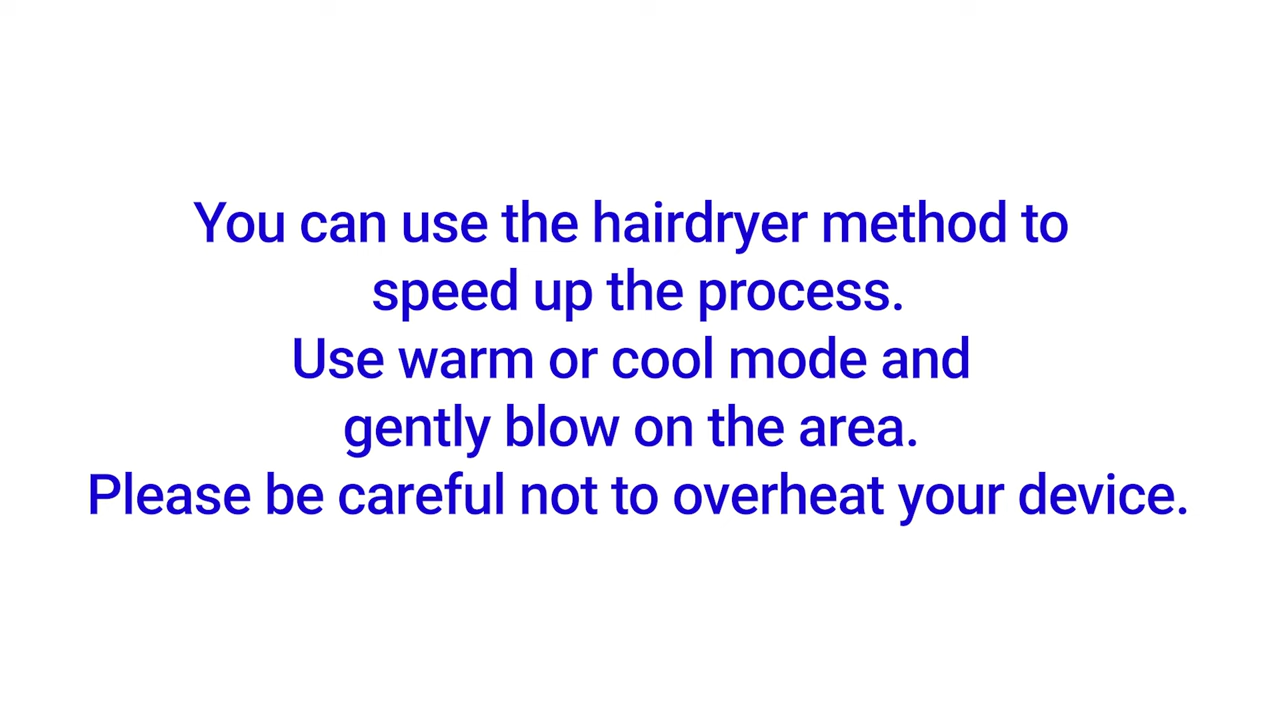 You can use the hairdryer method to
speed up the process.
Use warm or cool mode and
gently blow on the area.
Please be careful not to overheat your device.